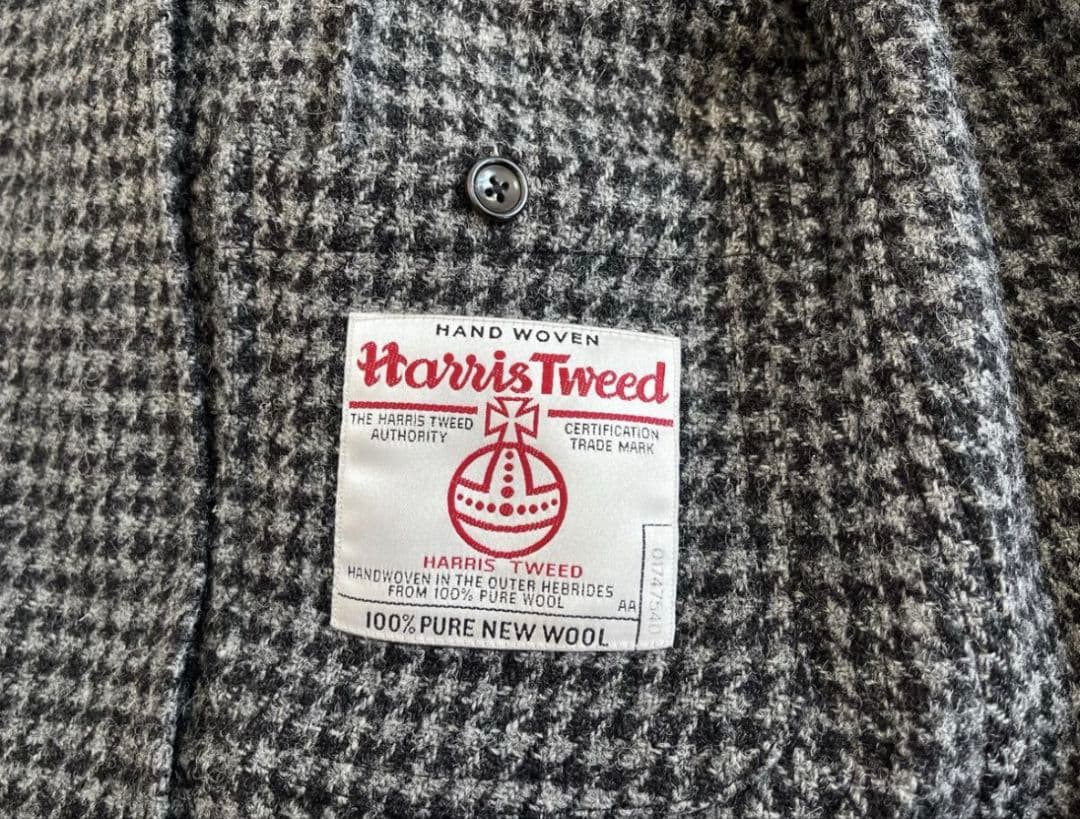 HAND WOVEN
Harris Tweed
THE HARRIS TWEED
AUTHORITY
CERTIFICATION
TRADE MARK
HARRIS TWEED
HANDWOVEN IN THE OUTER HEBRIDES
FROM 100% PURE WOOL
AA
100% PURE NEW WOOL